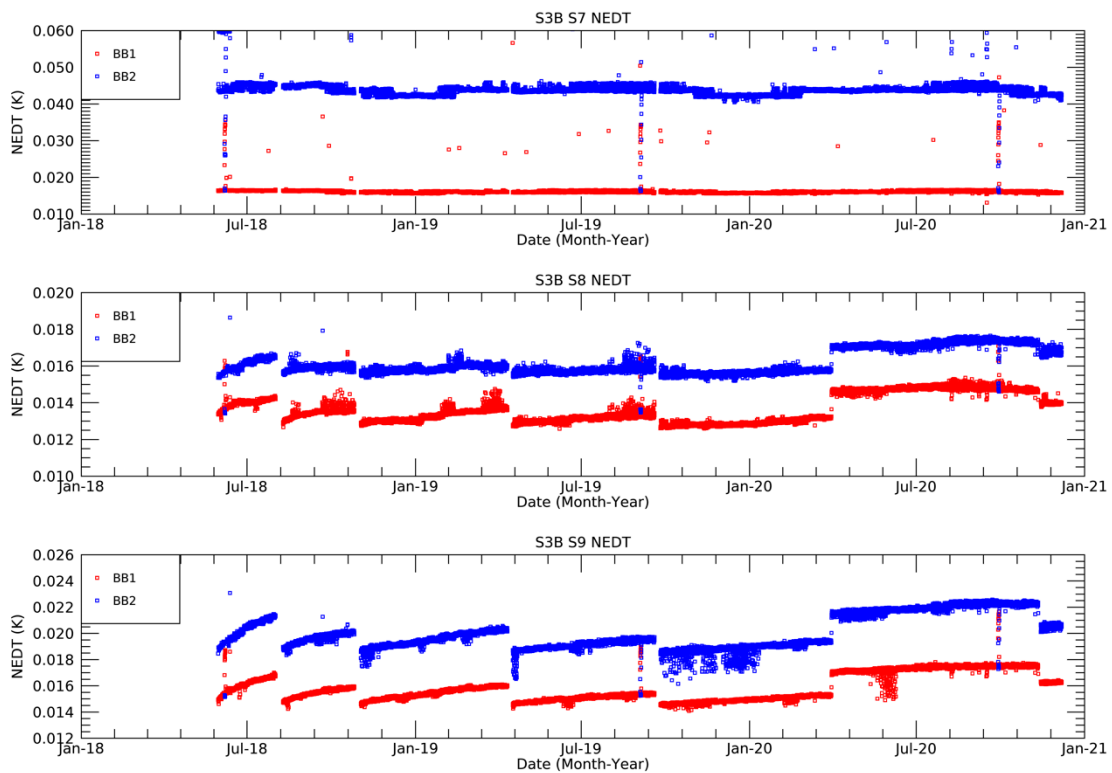 S3B S7 NEDT
NEDT (K)
0.060
0.050
0.040
0.030
0.020
0.010
BB1
BB2
Jan-18 Jul-18 Jan-19 Jul-19 Jan-20 Jul-20 Jan-21
Date (Month-Year)
S3B S8 NEDT
NEDT (K)
0.020
0.018
0.016
0.014
0.012
0.010
BB1
BB2
Jan-18 Jul-18 Jan-19 Jul-19 Jan-20 Jul-20 Jan-21
Date (Month-Year)
S3B S9 NEDT
NEDT (K)
0.026
0.024
0.022
0.020
0.018
0.016
0.014
0.012
BB1
BB2
Jan-18 Jul-18 Jan-19 Jul-19 Jan-20 Jul-20 Jan-21
Date (Month-Year)